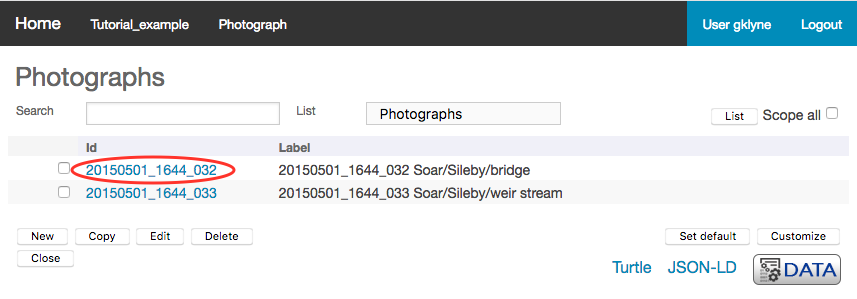 Home Tutorial_example Photograph User gklyne Logout
Photographs
Search List Photographs List Scope all
Id Label
20150501_1644_032 20150501_1644_032 Soar/Sileby/bridge
20150501_1644_033 20150501_1644_033 Soar/Sileby/weir stream
New Copy Edit Delete Set default Customize
Close
Turtle JSON-LD DATA